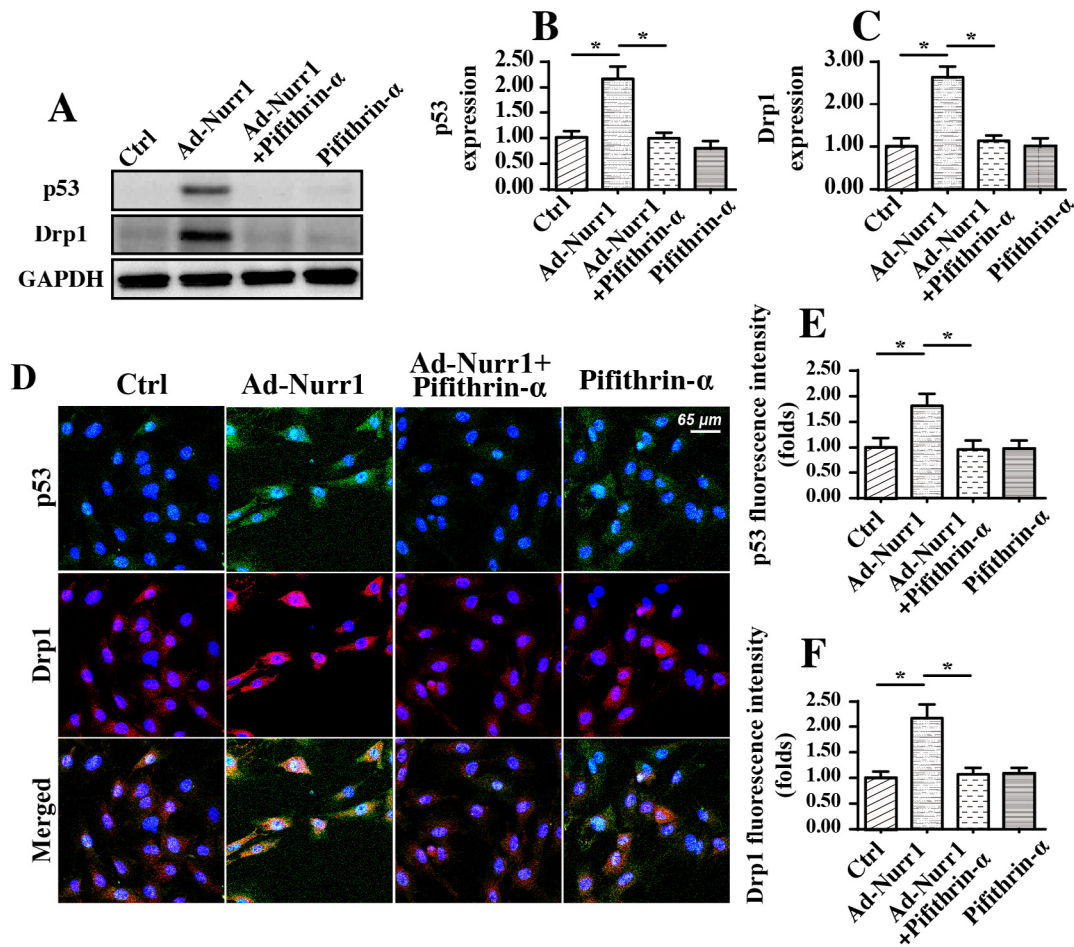 A
Ctrl
Ad-Nurr1
Ad-Nurr1
+Pifithrin-α
Pifithrin-α
p53
Drp1
GAPDH
B
p53
expression
2.50
2.00
1.50
1.00
0.50
0.00
*
*
Ctrl
Ad-Nurr1
Ad-Nurr1
+Pifithrin-α
Pifithrin-α
C
Drp1
expression
3.00
2.00
1.00
0.00
*
*
Ctrl
Ad-Nurr1
Ad-Nurr1
+Pifithrin-α
Pifithrin-α
D
Ctrl
Ad-Nurr1
Ad-Nurr1+
Pifithrin-α
Pifithrin-α
65 µm
p53
Drp1
Merged
E
p53 fluorescence intensity
(folds)
2.50
2.00
1.50
1.00
0.50
0.00
*
*
Ctrl
Ad-Nurr1
Ad-Nurr1
+Pifithrin-α
Pifithrin-α
F
Drp1 fluorescence intensity
(folds)
2.50
2.00
1.50
1.00
0.50
0.00
*
*
Ctrl
Ad-Nurr1
Ad-Nurr1
+Pifithrin-α
Pifithrin-α